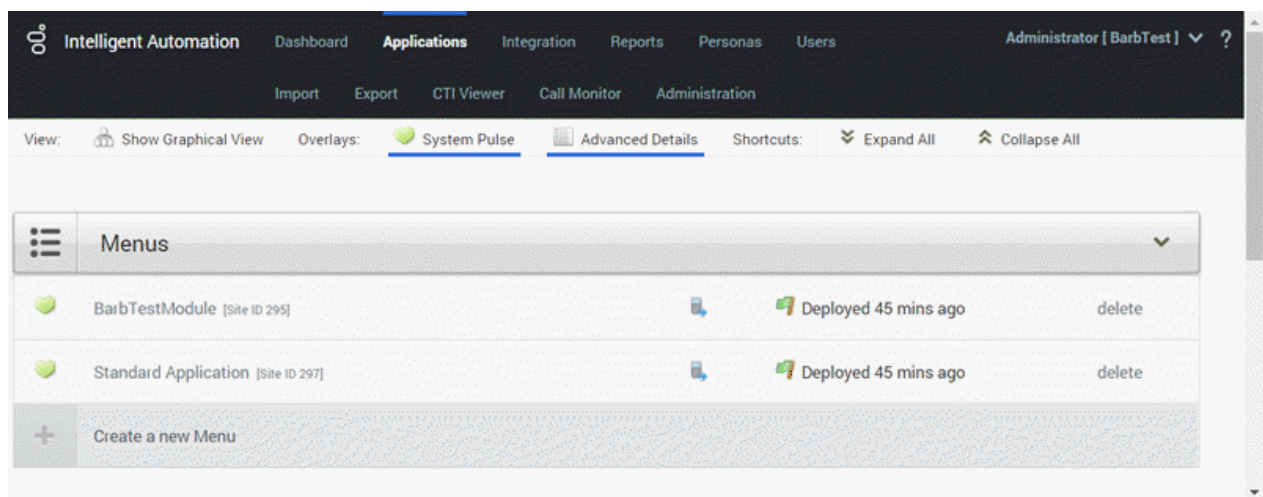 Intelligent Automation Dashboard Applications Integration Reports Personas Users Administrator [ BarbTest ] ?
Import Export CTI Viewer Call Monitor Administration
View: Show Graphical View Overlays: System Pulse Advanced Details Shortcuts: Expand All Collapse All
Menus
BarbTestModule [Site ID 295] Deployed 45 mins ago delete
Standard Application [Site ID 297] Deployed 45 mins ago delete
Create a new Menu